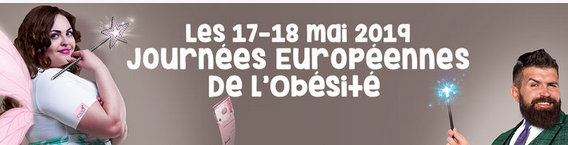 Les 17-18 mai 2019
Journées Européennes
De l'Obésité